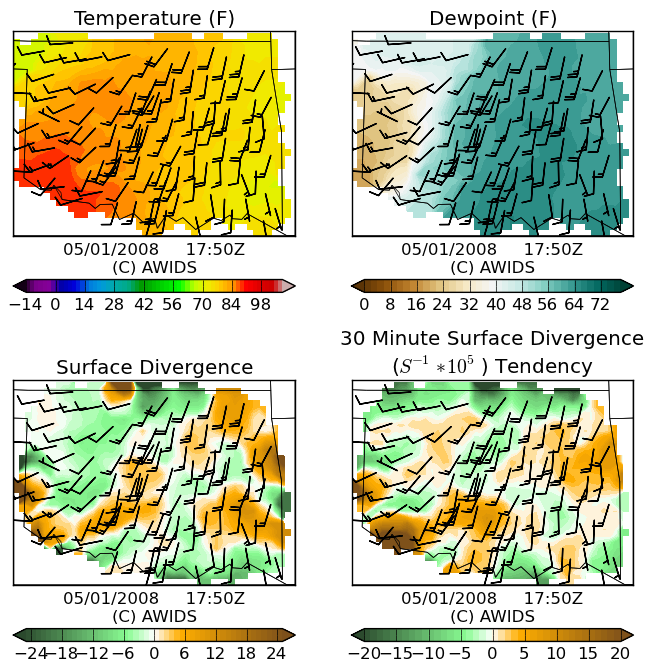 Temperature (F)
Dewpoint (F)
05/01/2008 17:50Z
(C) AWIDS
05/01/2008 17:50Z
(C) AWIDS
−14 0 14 28 42 56 70 84 98
0 8 16 24 32 40 48 56 64 72
Surface Divergence
30 Minute Surface Divergence
(S⁻¹ *10⁵ ) Tendency
05/01/2008 17:50Z
(C) AWIDS
05/01/2008 17:50Z
(C) AWIDS
−24 −18 −12 −6 0 6 12 18 24
−20 −15 −10 −5 0 5 10 15 20